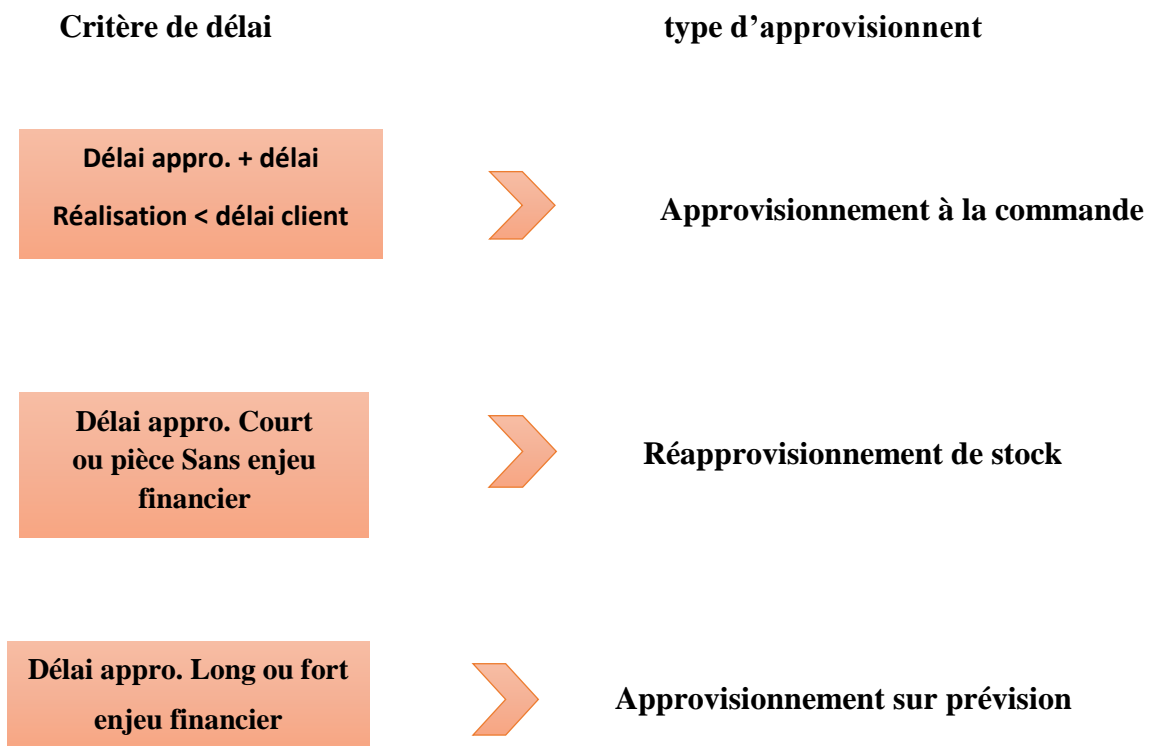 Critère de délai type d'approvisionnent
Délai appro. + délai
Réalisation < délai client
Approvisionnement à la commande
Délai appro. Court
ou pièce Sans enjeu
financier
Réapprovisionnement de stock
Délai appro. Long ou fort
enjeu financier
Approvisionnement sur prévision